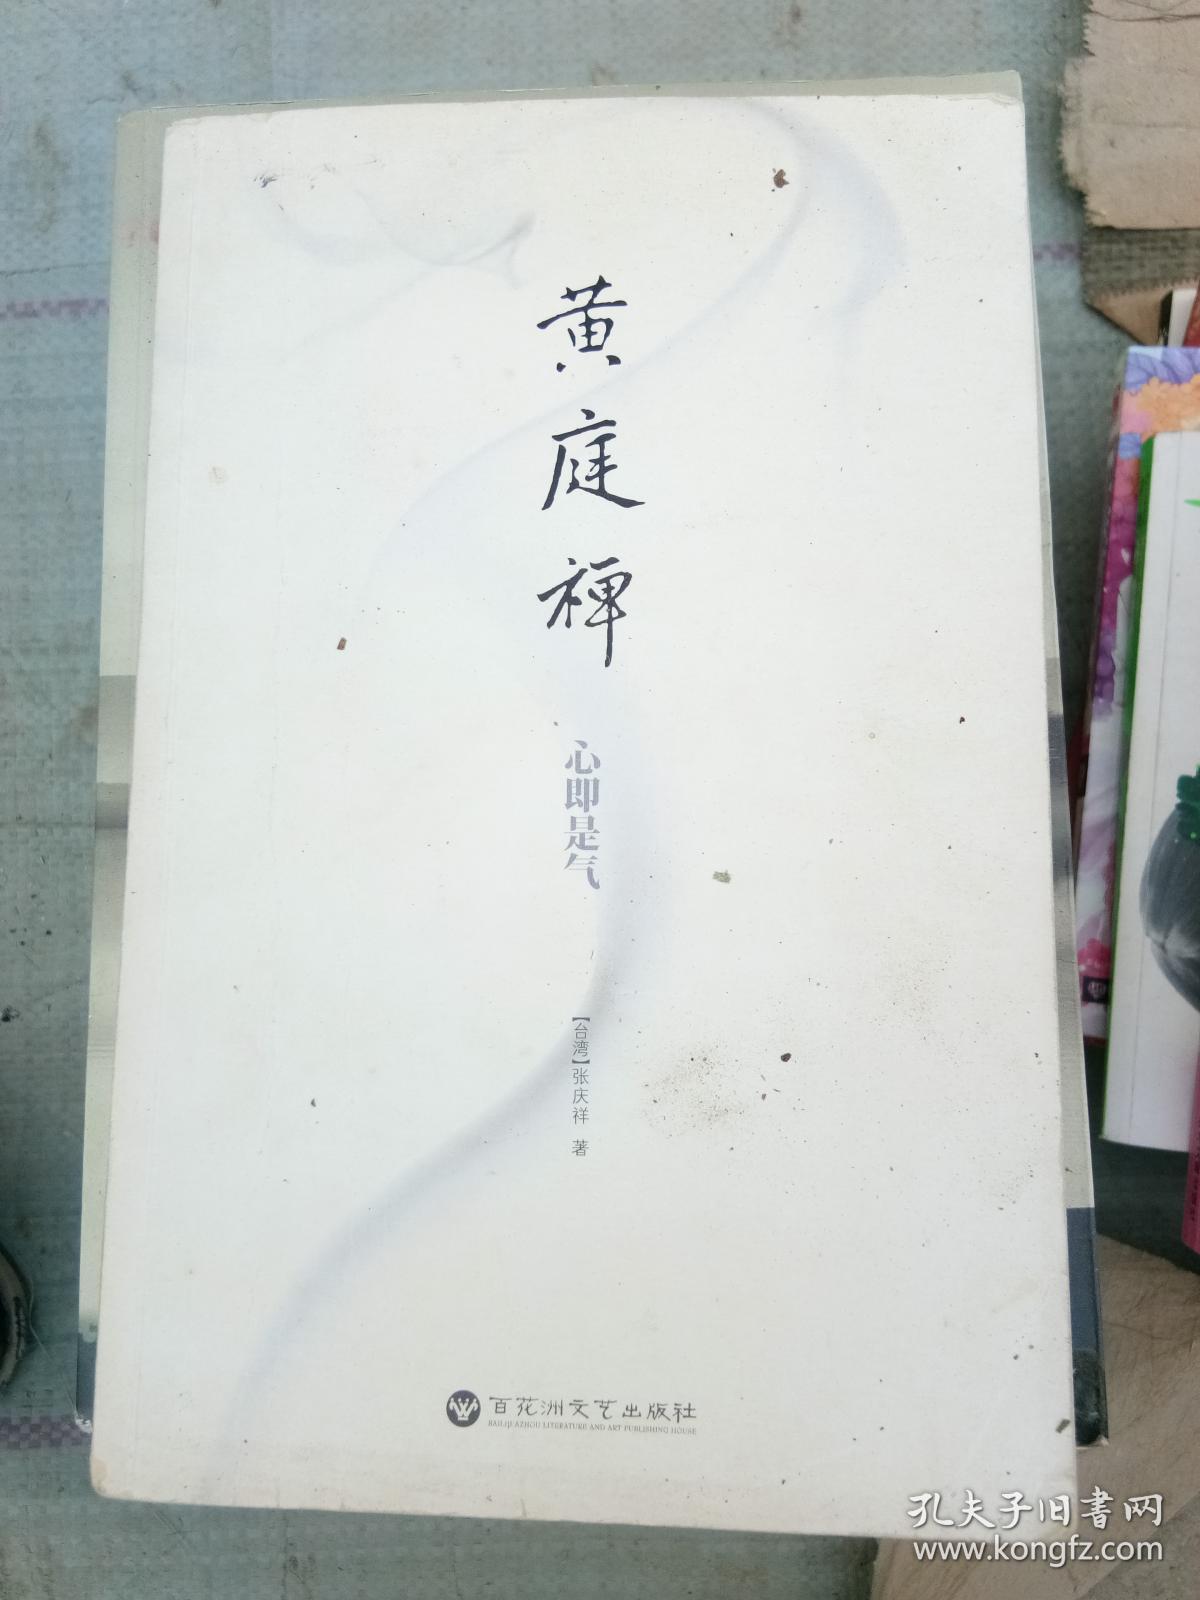 黄庭禅
心即是气
【台湾】张庆祥 著
百花洲文艺出版社
BAIHUAZHOU LITERATURE AND ART PUBLISHING HOUSE
孔夫子旧書网
www.kongfz.com